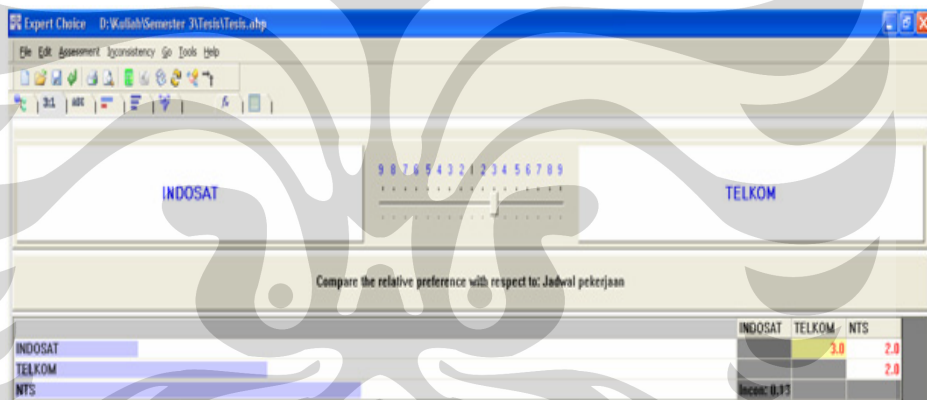 Expert Choice D:\Kuliah\Semester 3\Tesis\Tesis.ahp
File Edit Assessment Inconsistency Go Tools Help
3:1 ABC
INDOSAT
9 8 7 6 5 4 3 2 1 2 3 4 5 6 7 8 9
TELKOM
Compare the relative preference with respect to: Jadwal pekerjaan
INDOSAT TELKOM NTS
INDOSAT 3.0 2.0
TELKOM 2.0
NTS Incon: 0.13